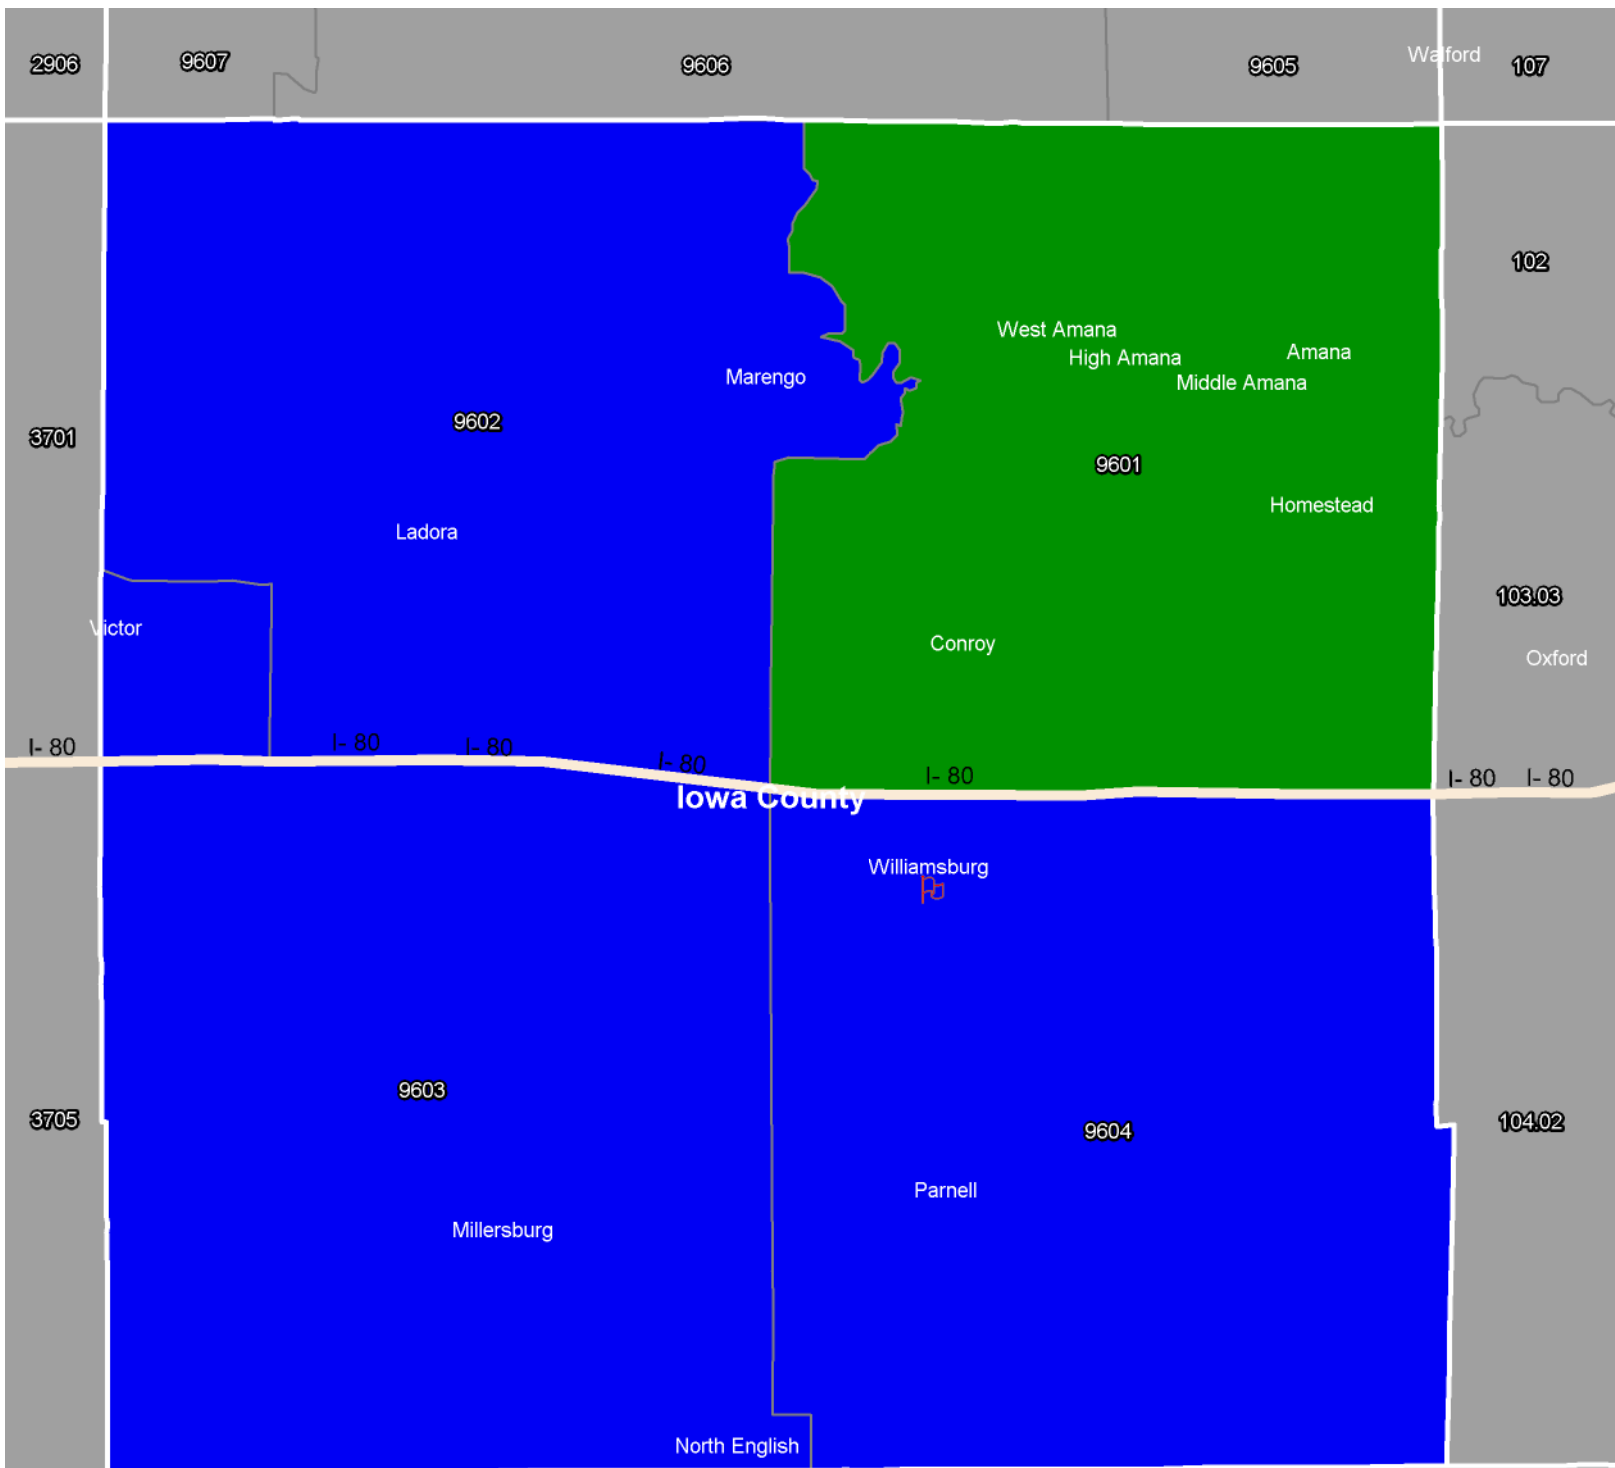 Walford
2906
9607
9606
9605
107
102
West Amana
Amana
High Amana
Marengo
Middle Amana
9602
3701
9601
Homestead
Ladora
103.03
Victor
Conroy
Oxford
I- 80
I- 80
I- 80
I- 80
I- 80
I- 80
I- 80
Iowa County
Williamsburg
9603
3705
9604
104.02
Parnell
Millersburg
North English